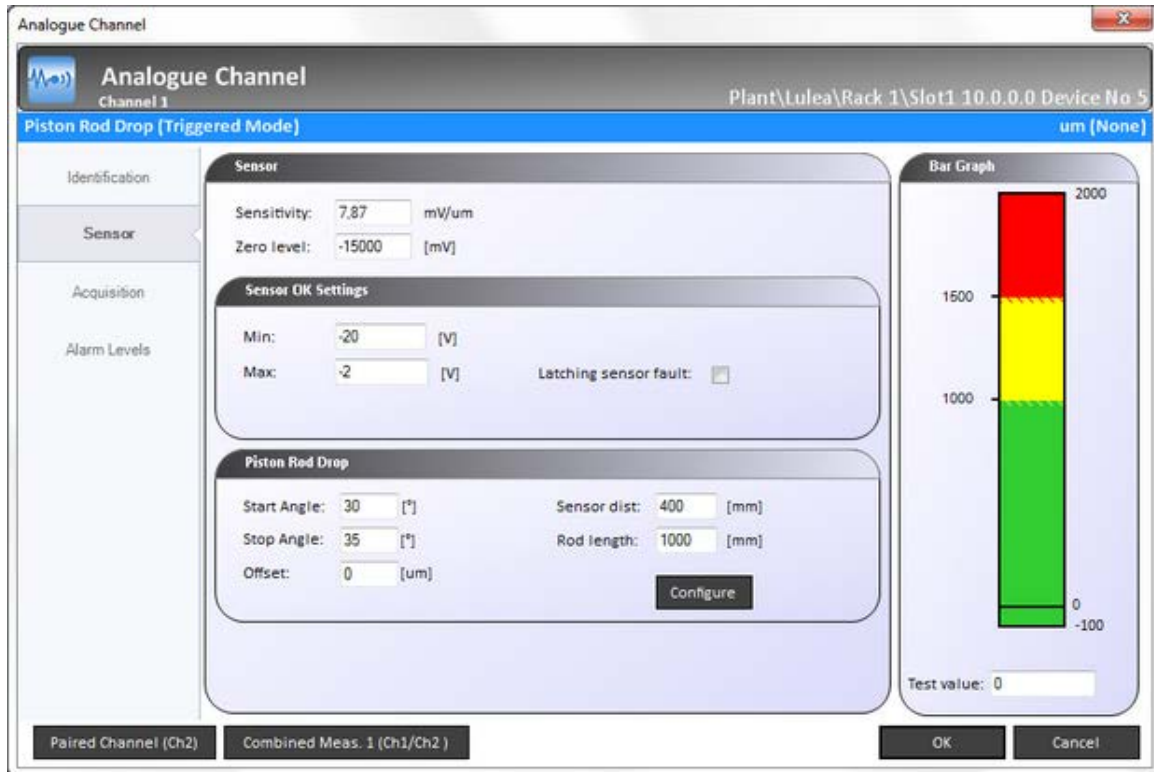 Analogue Channel
Analogue Channel
Channel 1
Plant\Lulea\Rack 1\Slot1 10.0.0.0 Device No 5
Piston Rod Drop (Triggered Mode) um (None)
Identification
Sensor
Acquisition
Alarm Levels
Sensor
Sensitivity: 7,87 mV/um
Zero level: -15000 [mV]
Sensor OK Settings
Min: -20 [V]
Max: -2 [V] Latching sensor fault:
Piston Rod Drop
Start Angle: 30 [°] Sensor dist: 400 [mm]
Stop Angle: 35 [°] Rod length: 1000 [mm]
Offset: 0 [um]
Configure
Bar Graph
2000
1500
1000
0
-100
Test value: 0
Paired Channel (Ch2) Combined Meas. 1 (Ch1/Ch2 ) OK Cancel